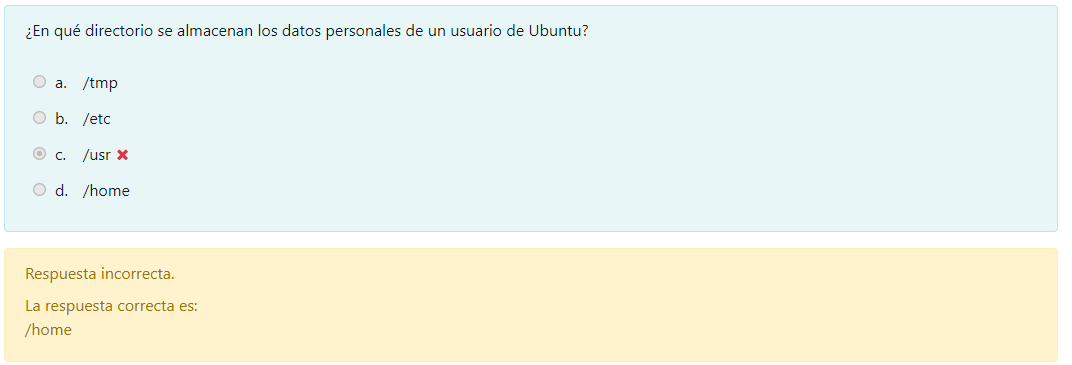 ¿En qué directorio se almacenan los datos personales de un usuario de Ubuntu?
a. /tmp
b. /etc
c. /usr
d. /home
Respuesta incorrecta.
La respuesta correcta es:
/home